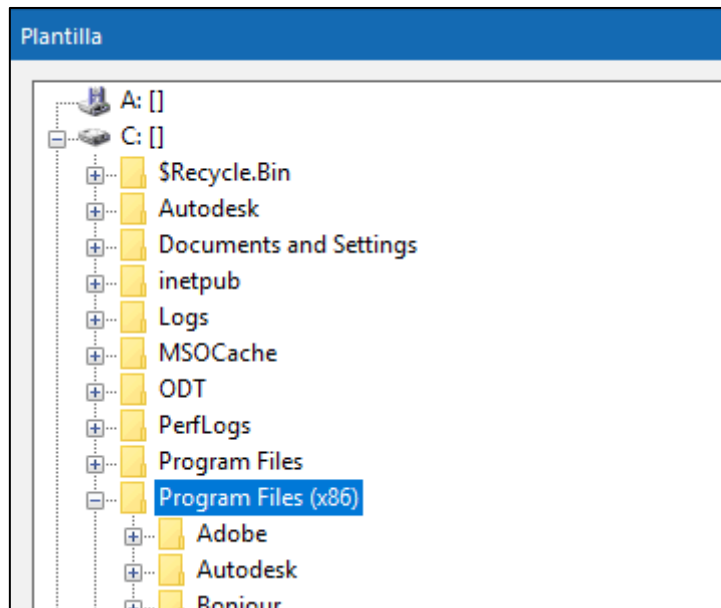 Plantilla
A: []
C: []
$Recycle.Bin
Autodesk
Documents and Settings
inetpub
Logs
MSOCache
ODT
PerfLogs
Program Files
Program Files (x86)
Adobe
Autodesk
Bonjour